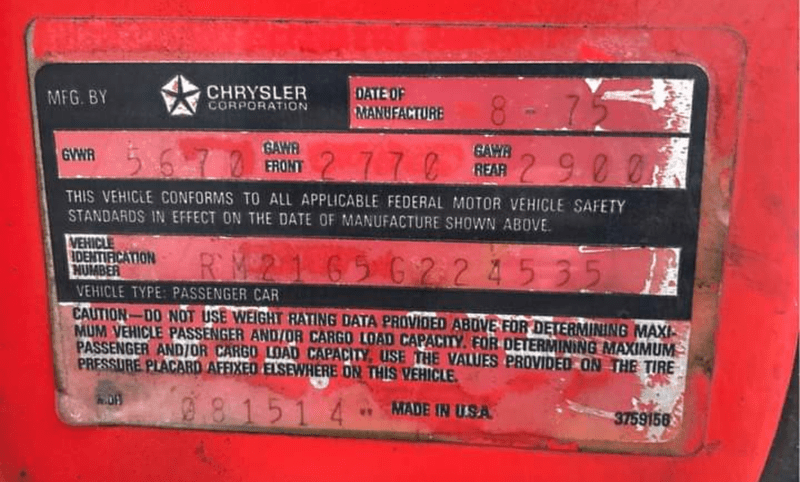 MFG. BY CHRYSLER CORPORATION
DATE OF MANUFACTURE 8 - 75
GVWR 5670 GAWR FRONT 2770 GAWR REAR 2900
THIS VEHICLE CONFORMS TO ALL APPLICABLE FEDERAL MOTOR VEHICLE SAFETY
STANDARDS IN EFFECT ON THE DATE OF MANUFACTURE SHOWN ABOVE.
VEHICLE IDENTIFICATION NUMBER RM21G5G224535
VEHICLE TYPE: PASSENGER CAR
CAUTION—DO NOT USE WEIGHT RATING DATA PROVIDED ABOVE FOR DETERMINING MAXI-
MUM VEHICLE PASSENGER AND/OR CARGO LOAD CAPACITY. FOR DETERMINING MAXIMUM
PASSENGER AND/OR CARGO LOAD CAPACITY, USE THE VALUES PROVIDED ON THE TIRE
PRESSURE PLACARD AFFIXED ELSEWHERE ON THIS VEHICLE.
081514 MADE IN U.S.A. 3759156